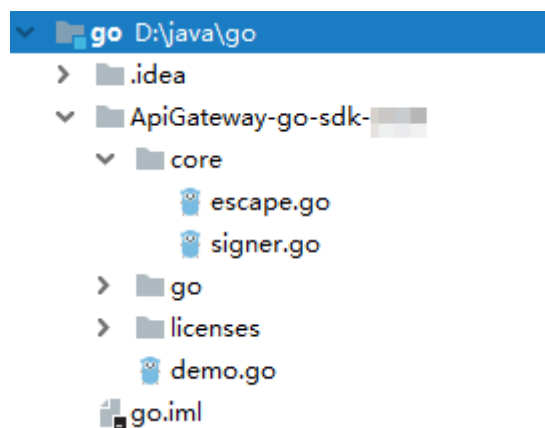 go D:\java\go
.idea
ApiGateway-go-sdk-
core
escape.go
signer.go
go
licenses
demo.go
go.iml